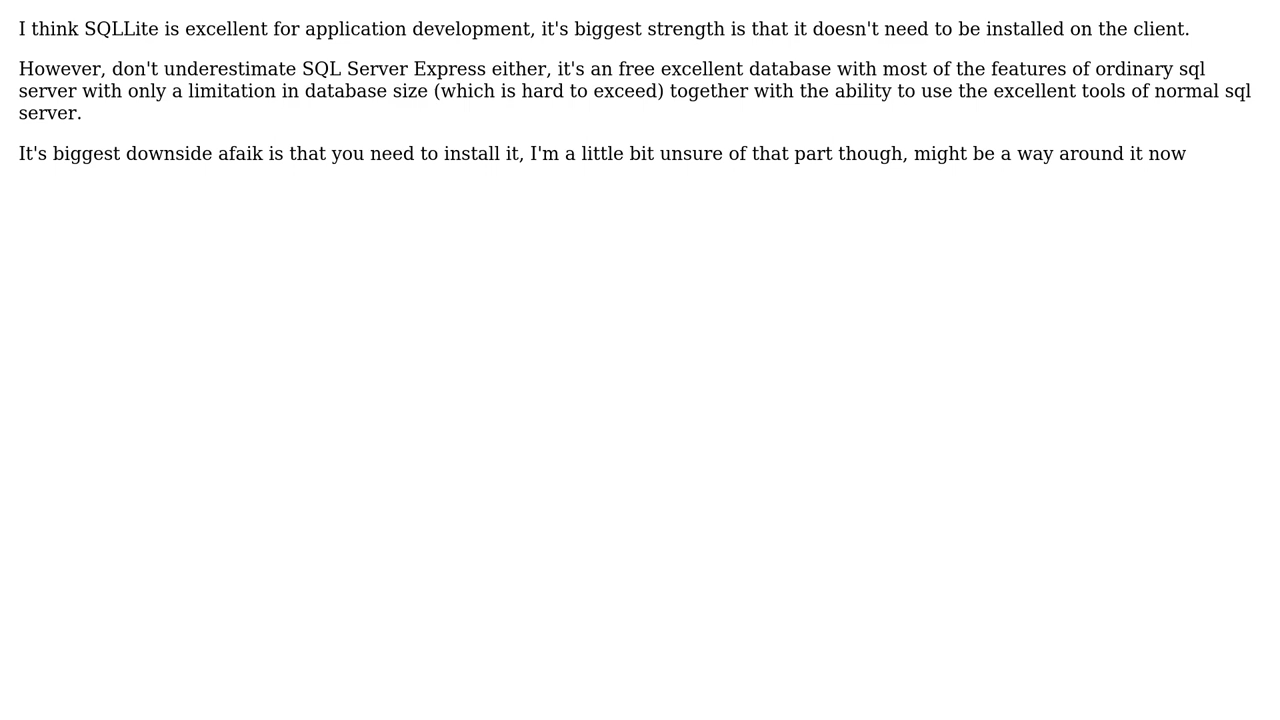 I think SQLLite is excellent for application development, it's biggest strength is that it doesn't need to be installed on the client.
However, don't underestimate SQL Server Express either, it's an free excellent database with most of the features of ordinary sql
server with only a limitation in database size (which is hard to exceed) together with the ability to use the excellent tools of normal sql
server.
It's biggest downside afaik is that you need to install it, I'm a little bit unsure of that part though, might be a way around it now